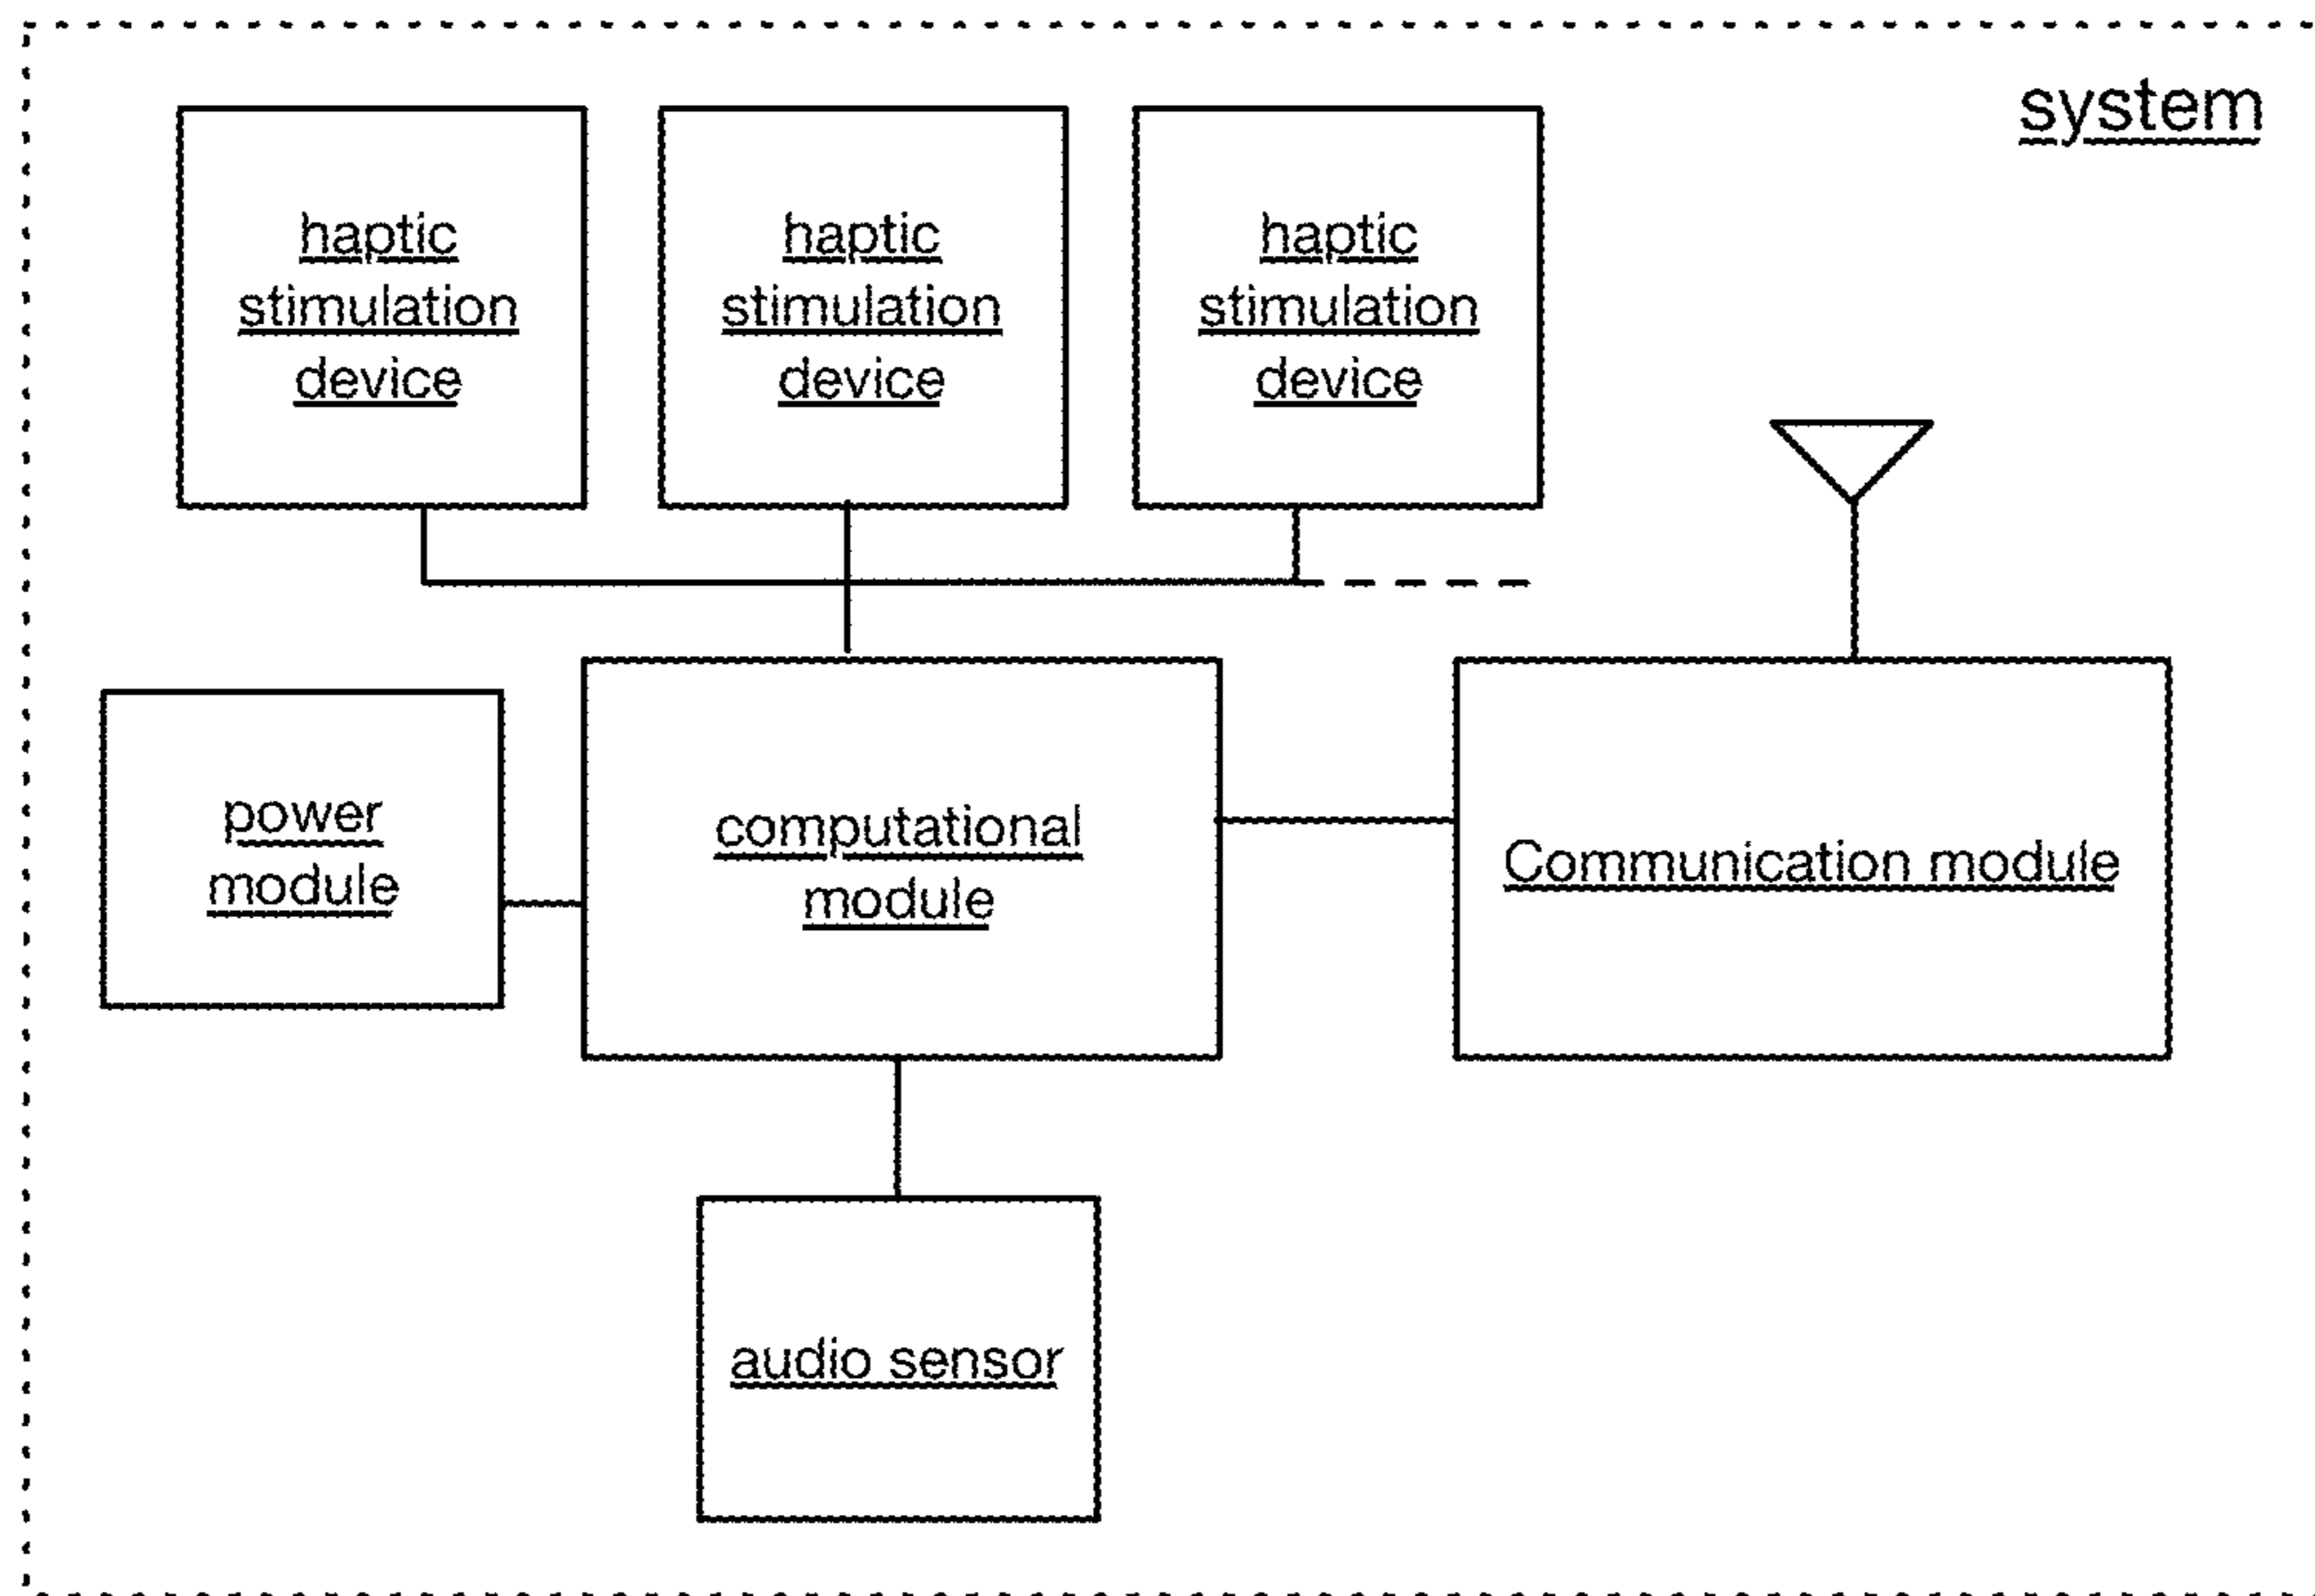 system
haptic
stimulation
device
haptic
stimulation
device
haptic
stimulation
device
power
module
computational
module
Communication module
audio sensor